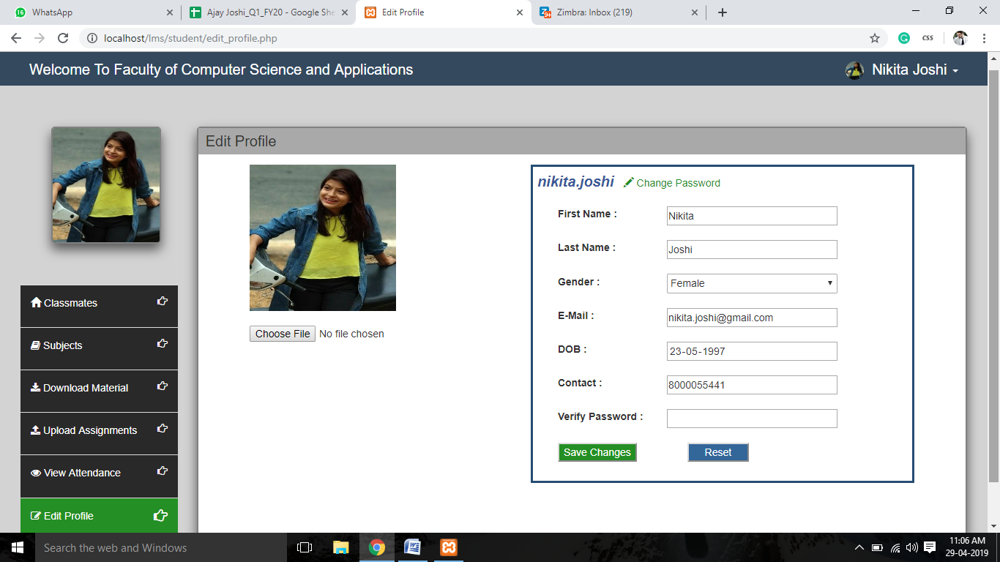 16 WhatsApp
Ajay Joshi_Q1_FY20 - Google She
Edit Profile
Z 9+ Zimbra: Inbox (219)
localhost/lms/student/edit_profile.php
css
Welcome To Faculty of Computer Science and Applications
Nikita Joshi
Edit Profile
nikita.joshi Change Password
First Name : Nikita
Last Name : Joshi
Gender : Female
E-Mail : nikita.joshi@gmail.com
DOB : 23-05-1997
Contact : 8000055441
Verify Password :
Save Changes Reset
Choose File No file chosen
Classmates
Subjects
Download Material
Upload Assignments
View Attendance
Edit Profile
Search the web and Windows
11:06 AM
29-04-2019